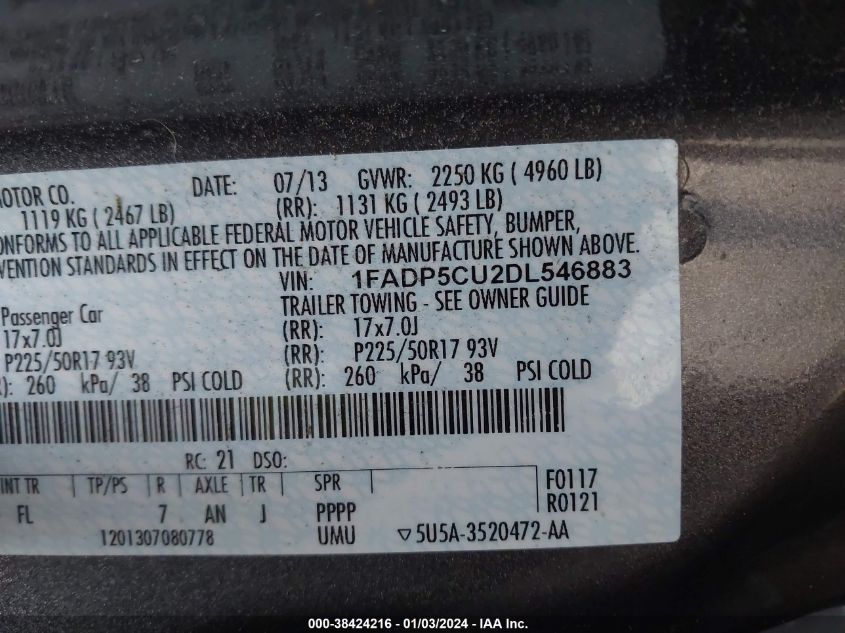 MOTOR CO. DATE: 07/13 GVWR: 2250 KG ( 4960 LB)
1119 KG ( 2467 LB) (RR): 1131 KG ( 2493 LB)
CONFORMS TO ALL APPLICABLE FEDERAL MOTOR VEHICLE SAFETY, BUMPER,
VENTION STANDARDS IN EFFECT ON THE DATE OF MANUFACTURE SHOWN ABOVE.
VIN: 1FADP5CU2DL546883
Passenger Car TRAILER TOWING - SEE OWNER GUIDE
17x7.0J (RR): 17x7.0J
P225/50R17 93V (RR): P225/50R17 93V
R): 260 kPa/ 38 PSI COLD (RR): 260 kPa/ 38 PSI COLD
RC: 21 DSO:
INT TR TP/PS R AXLE TR SPR F0117
FL 7 AN J PPPP R0121
1201307080778 UMU ▽5U5A-3520472-AA
000-38424216 - 01/03/2024 - IAA Inc.